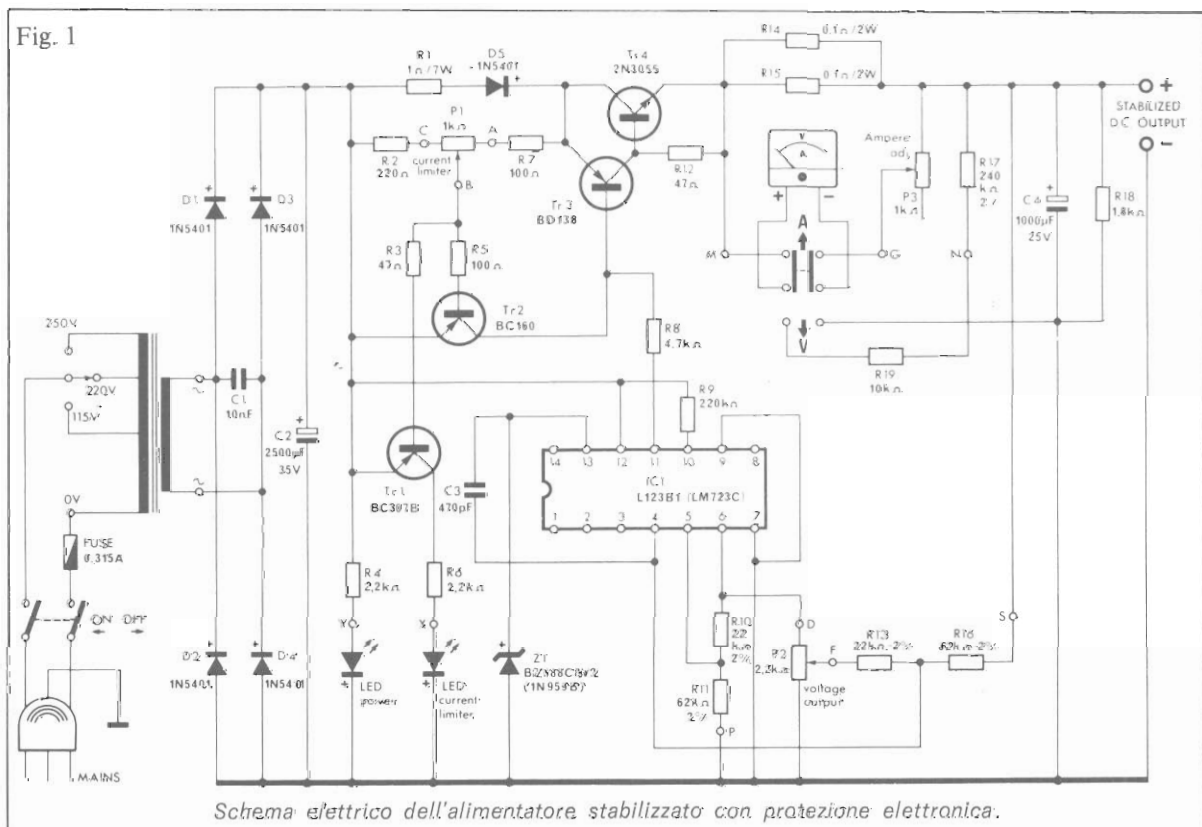 Fig. 1
R1
1Ω/7W
D5
1N5401
Tr4
2N3055
R14
0.1Ω/2W
R15
0.1Ω/2W
+
STABILIZED
DC OUTPUT
-
P1
1kΩ
C
A
R2
220Ω
current
limiter
R7
100Ω
B
Tr3
BD138
R12
47Ω
V
A
+
-
Ampere
adj.
P3
1kΩ
R17
240
kΩ
C4
1000µF
25V
R18
D1
1N5401
D3
1N5401
R3
47Ω
R5
100Ω
Tr2
BC160
M
A
G
N
V
R8
4.7kΩ
R19
10kΩ
R9
220kΩ
250V
220V
115V
0V
~
~
C1
10nF
C2
2500µF
35V
FUSE
0.315A
ON OFF
MAINS
D2
1N5401
D4
1N5401
Tr1
C3
470pF
14 13 12 11 10 9 8
IC1
L123B1 (LM723C)
1 2 3 4 5 6 7
R4
2,2kΩ
R6
2,2kΩ
Y
X
LED
power
LED
current
limiter
Z1
R10
22
kΩ
2%
R11
62kΩ
2%
P
D
2,2kΩ
F
voltage
output
R13
22kΩ 2%
R16
62kΩ 2%
S
Schema elettrico dell'alimentatore stabilizzato con protezione elettronica.